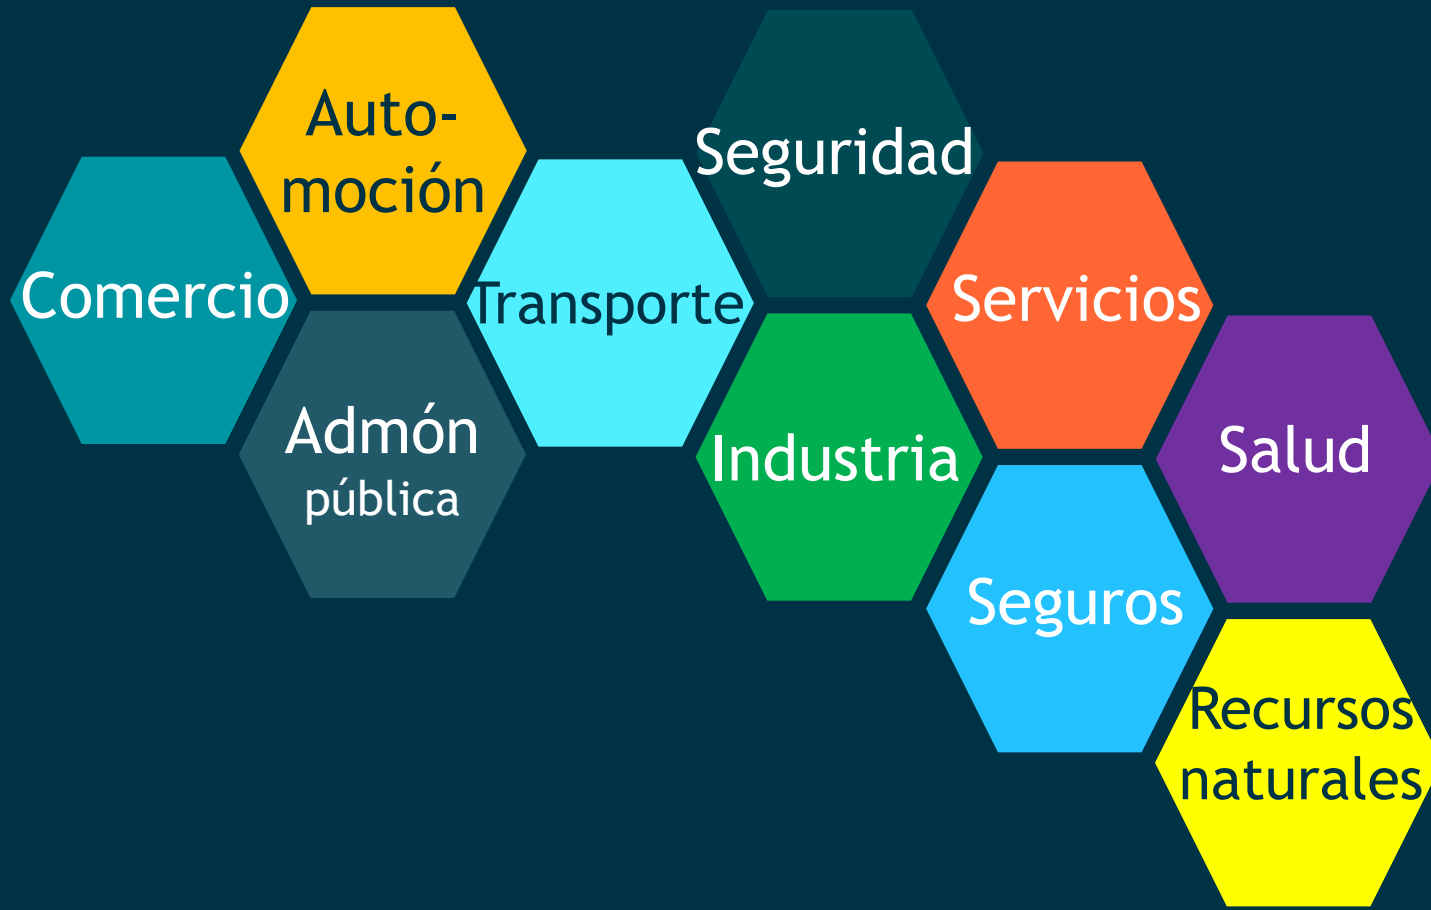 Comercio
Auto-
moción
Admón
pública
Transporte
Seguridad
Industria
Servicios
Seguros
Salud
Recursos
naturales